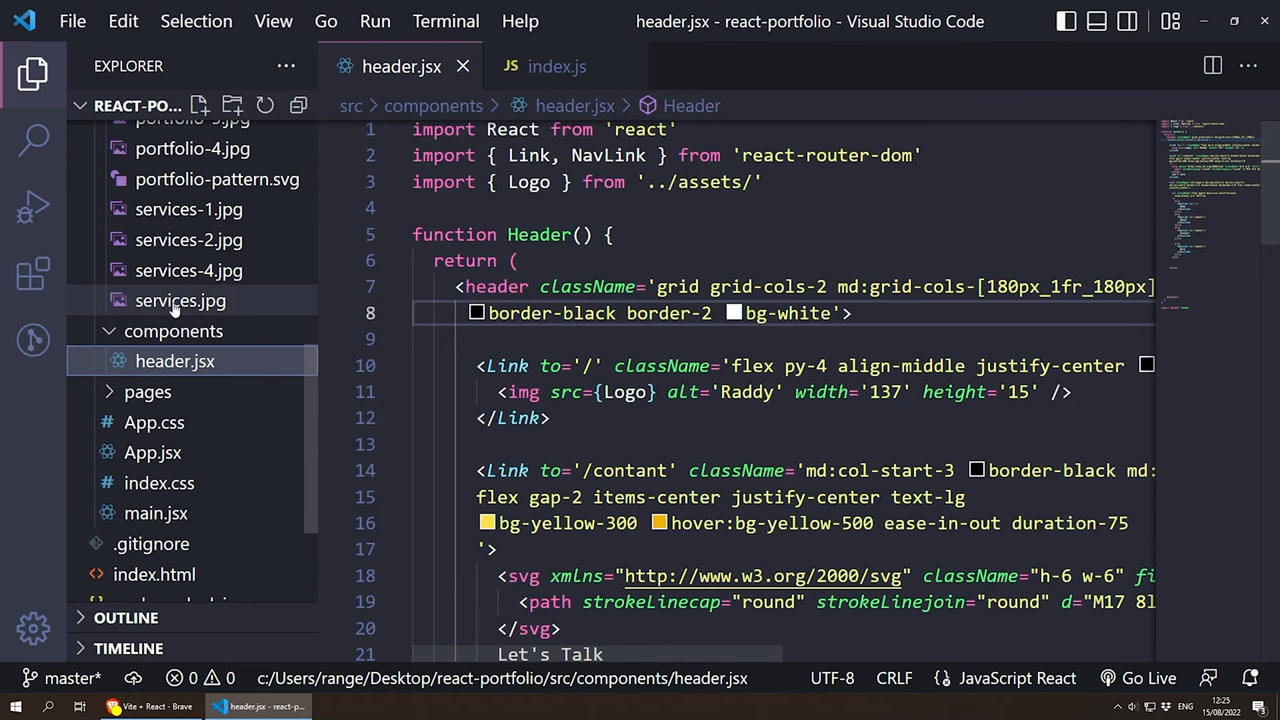 File Edit Selection View Go Run Terminal Help header.jsx - react-portfolio - Visual Studio Code
EXPLORER
header.jsx
JS index.js
REACT-PO...
src > components > header.jsx > Header
portfolio-4.jpg
portfolio-pattern.svg
services-1.jpg
services-2.jpg
services-4.jpg
services.jpg
components
header.jsx
pages
App.css
App.jsx
index.css
main.jsx
.gitignore
index.html
OUTLINE
TIMELINE
1 import React from 'react'
2 import { Link, NavLink } from 'react-router-dom'
3 import { Logo } from '../assets/'
4
5 function Header() {
6 return (
7 <header className='grid grid-cols-2 md:grid-cols-[180px_1fr_180px]
8 border-black border-2 bg-white'>
9
10 <Link to='/' className='flex py-4 align-middle justify-center
11 <img src={Logo} alt='Raddy' width='137' height='15' />
12 </Link>
13
14 <Link to='/contant' className='md:col-start-3 border-black md:
15 flex gap-2 items-center justify-center text-lg
16 bg-yellow-300 hover:bg-yellow-500 ease-in-out duration-75
17 '>
18 <svg xmlns="http://www.w3.org/2000/svg" className="h-6 w-6" fi
19 <path strokeLinecap="round" strokeLinejoin="round" d="M17 8l
20 </svg>
21 Let's Talk
master* 0 0 c:/Users/range/Desktop/react-portfolio/src/components/header.jsx UTF-8 CRLF JavaScript React Go Live
Vite + React - Brave
header.jsx - react-p...
ENG
12:25
15/08/2022